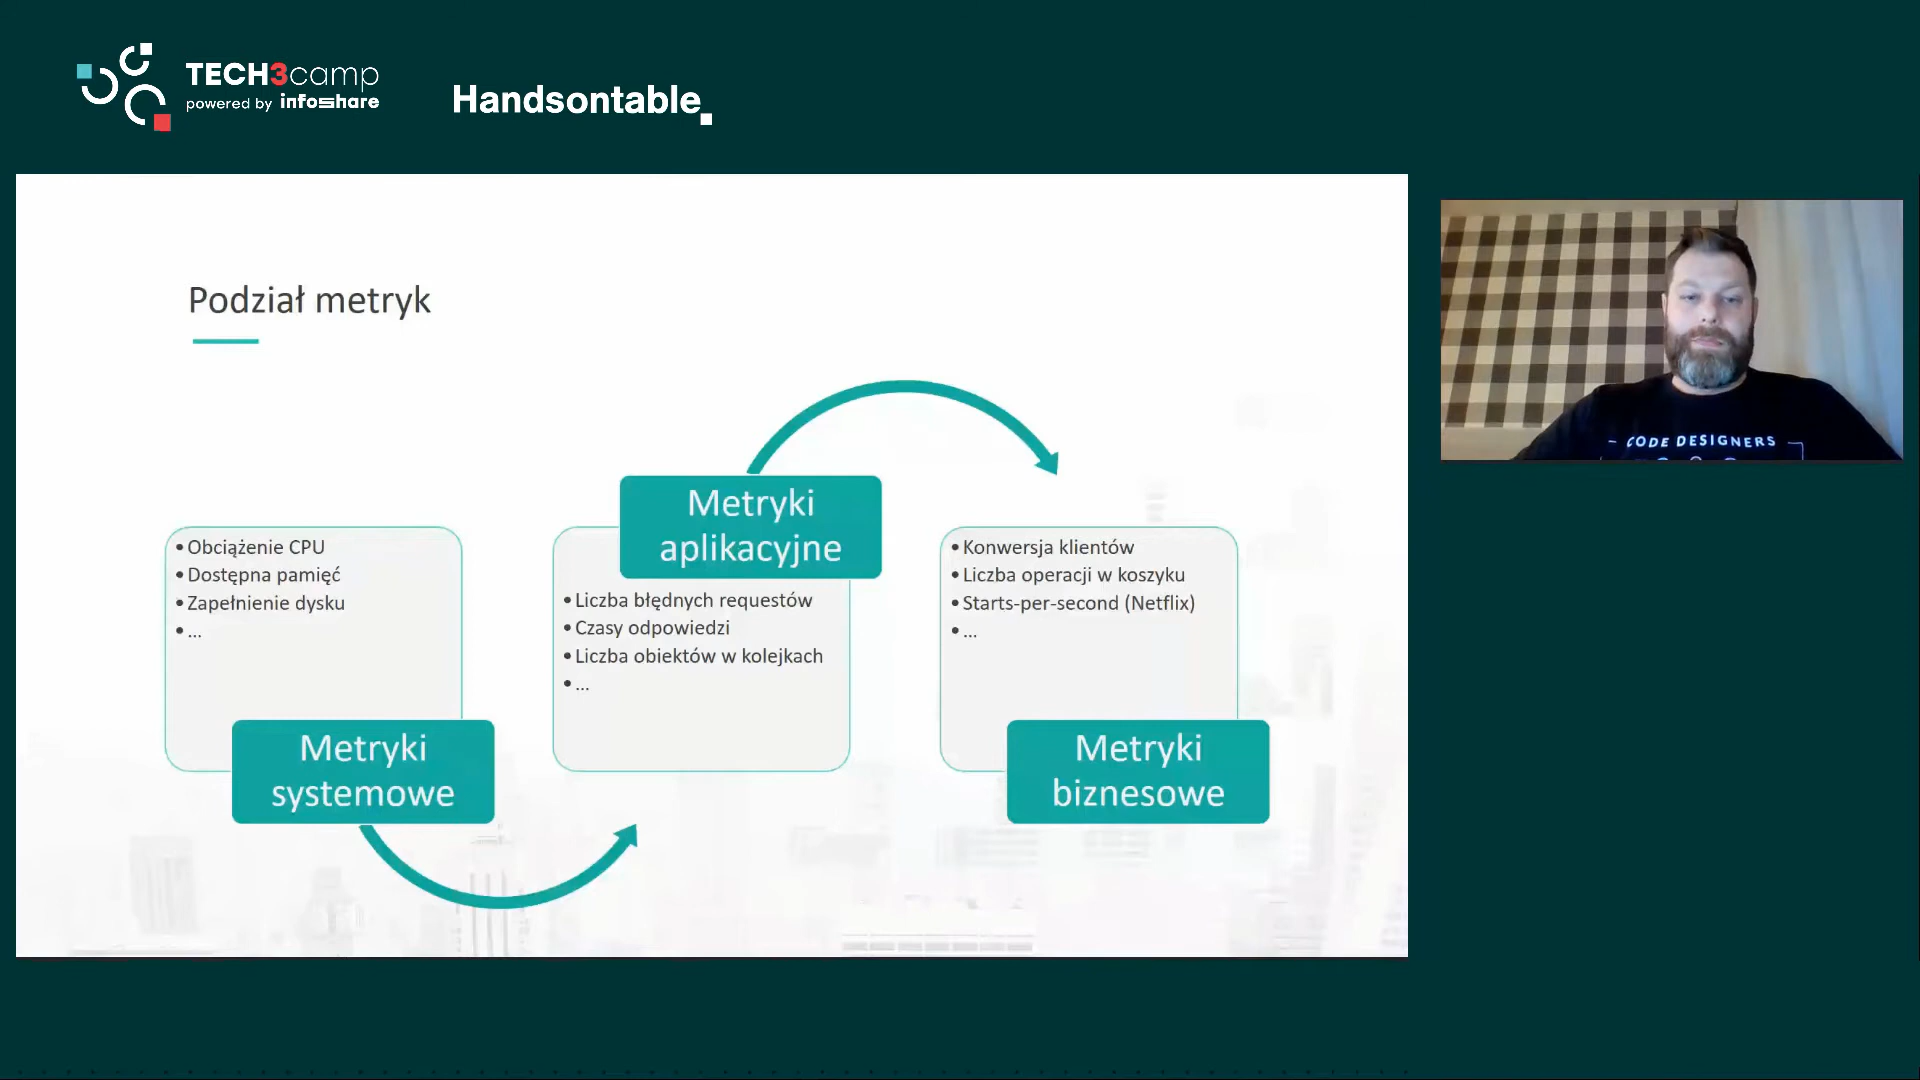 TECH3camp
powered by infoshare
Handsontable
Podział metryk
• Obciążenie CPU
• Dostępna pamięć
• Zapełnienie dysku
• ...
Metryki
systemowe
Metryki
aplikacyjne
• Liczba błędnych requestów
• Czasy odpowiedzi
• Liczba obiektów w kolejkach
• ...
• Konwersja klientów
• Liczba operacji w koszyku
• Starts-per-second (Netflix)
• ...
Metryki
biznesowe
CODE DESIGNERS